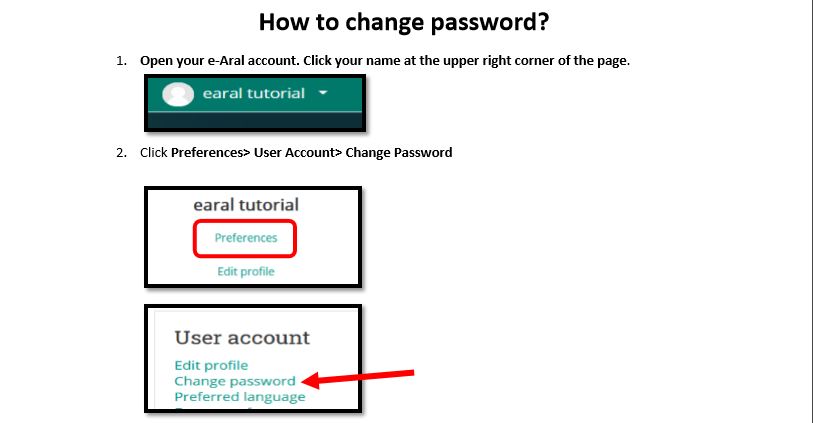 How to change password?
1. Open your e-Aral account. Click your name at the upper right corner of the page.
earal tutorial
2. Click Preferences> User Account> Change Password
earal tutorial
Preferences
Edit profile
User account
Edit profile
Change password
Preferred language